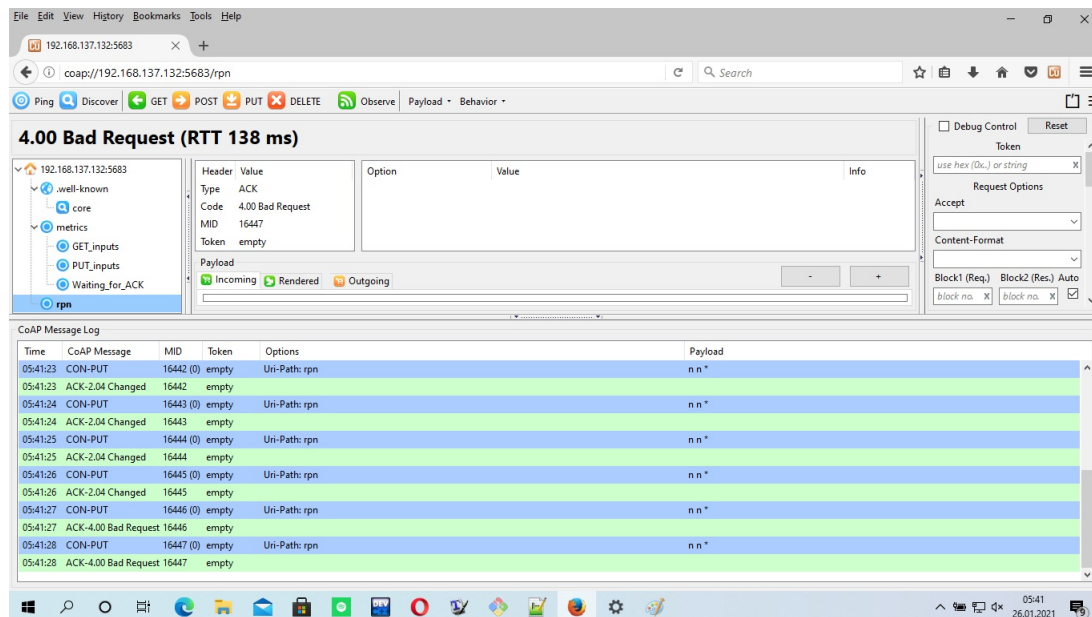 File Edit View History Bookmarks Tools Help
192.168.137.132:5683
coap://192.168.137.132:5683/rpn Search
Ping Discover GET POST PUT DELETE Observe Payload Behavior
4.00 Bad Request (RTT 138 ms)
Debug Control Reset
Token
use hex (0x..) or string x
Request Options
Accept
Content-Format
Block1 (Req.) Block2 (Res.) Auto
block no. x block no. x
192.168.137.132:5683
.well-known
core
metrics
GET_inputs
PUT_inputs
Waiting_for_ACK
rpn
Header Value
Type ACK
Code 4.00 Bad Request
MID 16447
Token empty
Option Value Info
Payload
Incoming Rendered Outgoing - +
CoAP Message Log
Time CoAP Message MID Token Options Payload
05:41:23 CON-PUT 16442 (0) empty Uri-Path: rpn n n *
05:41:23 ACK-2.04 Changed 16442 empty
05:41:24 CON-PUT 16443 (0) empty Uri-Path: rpn n n *
05:41:24 ACK-2.04 Changed 16443 empty
05:41:25 CON-PUT 16444 (0) empty Uri-Path: rpn n n *
05:41:25 ACK-2.04 Changed 16444 empty
05:41:26 CON-PUT 16445 (0) empty Uri-Path: rpn n n *
05:41:26 ACK-2.04 Changed 16445 empty
05:41:27 CON-PUT 16446 (0) empty Uri-Path: rpn n n *
05:41:27 ACK-4.00 Bad Request 16446 empty
05:41:28 CON-PUT 16447 (0) empty Uri-Path: rpn n n *
05:41:28 ACK-4.00 Bad Request 16447 empty
05:41
26.01.2021